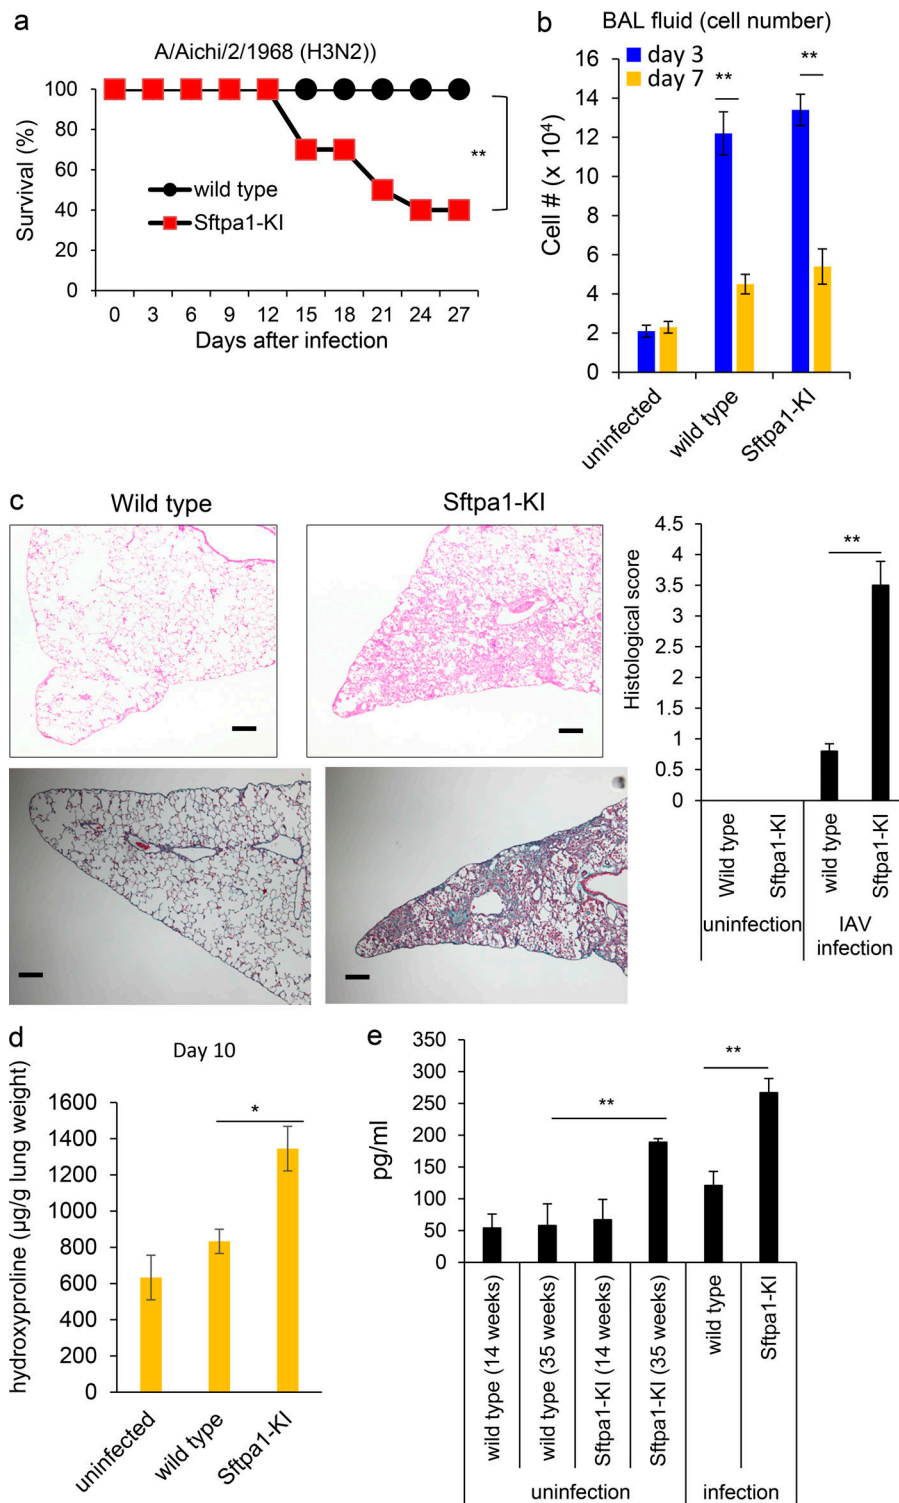 a
A/Aichi/2/1968 (H3N2))
Survival (%)
100
80
60
40
20
0
**
wild type
Sftpa1-KI
0 3 6 9 12 15 18 21 24 27
Days after infection
b
BAL fluid (cell number)
Cell # (x 10⁴)
16
14
12
10
8
6
4
2
0
day 3
day 7
**
**
uninfected
wild type
Sftpa1-KI
c
Wild type
Sftpa1-KI
Histological score
4.5
4
3.5
3
2.5
2
1.5
1
0.5
0
**
Wild type
Sftpa1-KI
wild type
Sftpa1-KI
uninfection
IAV
infection
d
Day 10
hydroxyproline (µg/g lung weight)
1600
1400
1200
1000
800
600
400
200
0
*
uninfected
wild type
Sftpa1-KI
e
pg/ml
350
300
250
200
150
100
50
0
**
**
wild type (14 weeks)
wild type (35 weeks)
Sftpa1-KI (14 weeks)
Sftpa1-KI (35 weeks)
wild type
Sftpa1-KI
uninfection
infection